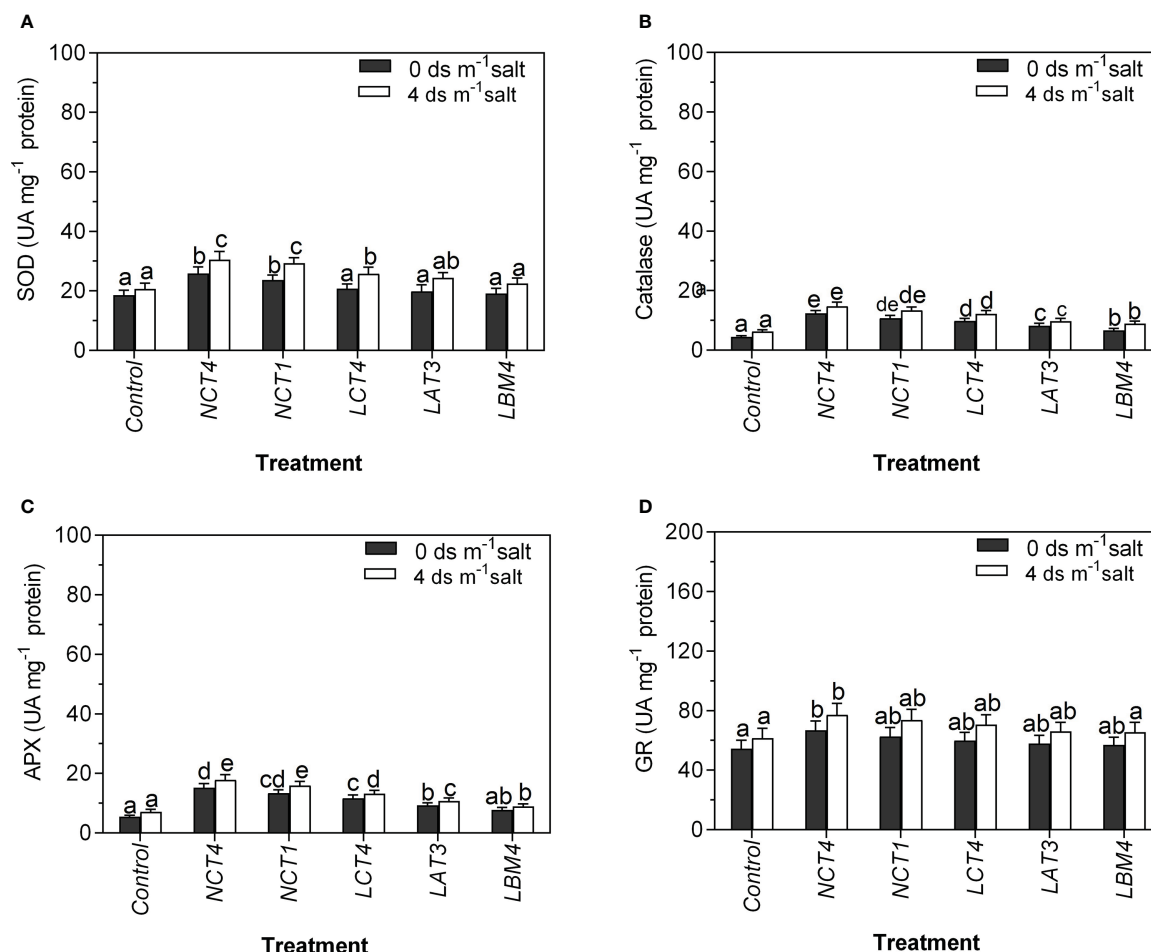 A
SOD (UA mg⁻¹ protein)
100
80
60
40
20
0
0 ds m⁻¹salt
4 ds m⁻¹salt
a a b c b c a b a ab a a
Control NCT4 NCT1 LCT4 LAT3 LBM4
Treatment
B
Catalase (UA mg⁻¹ protein)
100
80
60
40
20
a
0
0 ds m⁻¹salt
4 ds m⁻¹salt
a a e e de de d d c c b b
Control NCT4 NCT1 LCT4 LAT3 LBM4
Treatment
C
APX (UA mg⁻¹ protein)
100
80
60
40
20
0
0 ds m⁻¹salt
4 ds m⁻¹salt
a a d e cd e c d b c ab b
Control NCT4 NCT1 LCT4 LAT3 LBM4
Treatment
D
GR (UA mg⁻¹ protein)
200
160
120
80
40
0
0 ds m⁻¹salt
4 ds m⁻¹salt
a a b b ab ab ab ab ab ab ab a
Control NCT4 NCT1 LCT4 LAT3 LBM4
Treatment